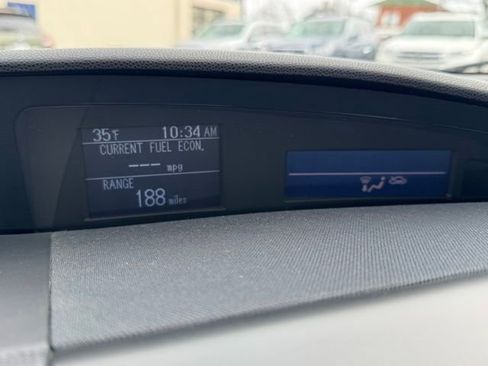 35°F 10:34 AM
CURRENT FUEL ECON.
--- mpg
RANGE
188 miles